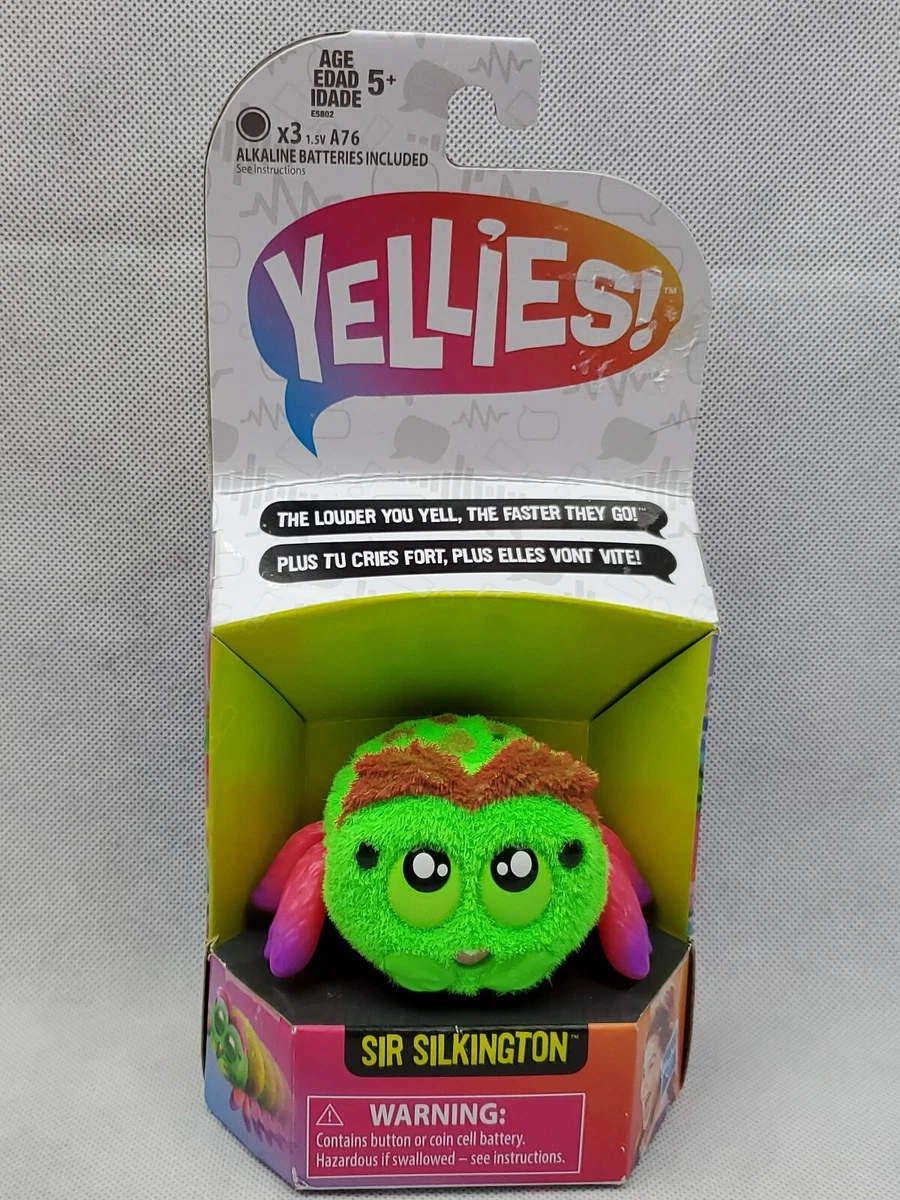 AGE
EDAD
IDADE
5+
E5802
x3 1.5V A76
ALKALINE BATTERIES INCLUDED
See instructions
YELLIES!™
THE LOUDER YOU YELL, THE FASTER THEY GO!™
PLUS TU CRIES FORT, PLUS ELLES VONT VITE!
SIR SILKINGTON™
WARNING:
Contains button or coin cell battery.
Hazardous if swallowed – see instructions.